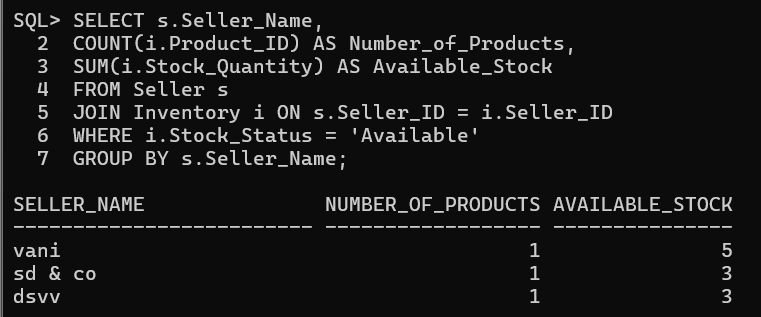 SQL> SELECT s.Seller_Name,
  2  COUNT(i.Product_ID) AS Number_of_Products,
  3  SUM(i.Stock_Quantity) AS Available_Stock
  4  FROM Seller s
  5  JOIN Inventory i ON s.Seller_ID = i.Seller_ID
  6  WHERE i.Stock_Status = 'Available'
  7  GROUP BY s.Seller_Name;
SELLER_NAME               NUMBER_OF_PRODUCTS AVAILABLE_STOCK
------------------------- ------------------ ---------------
vani                                       1               5
sd & co                                    1               3
dsvv                                       1               3